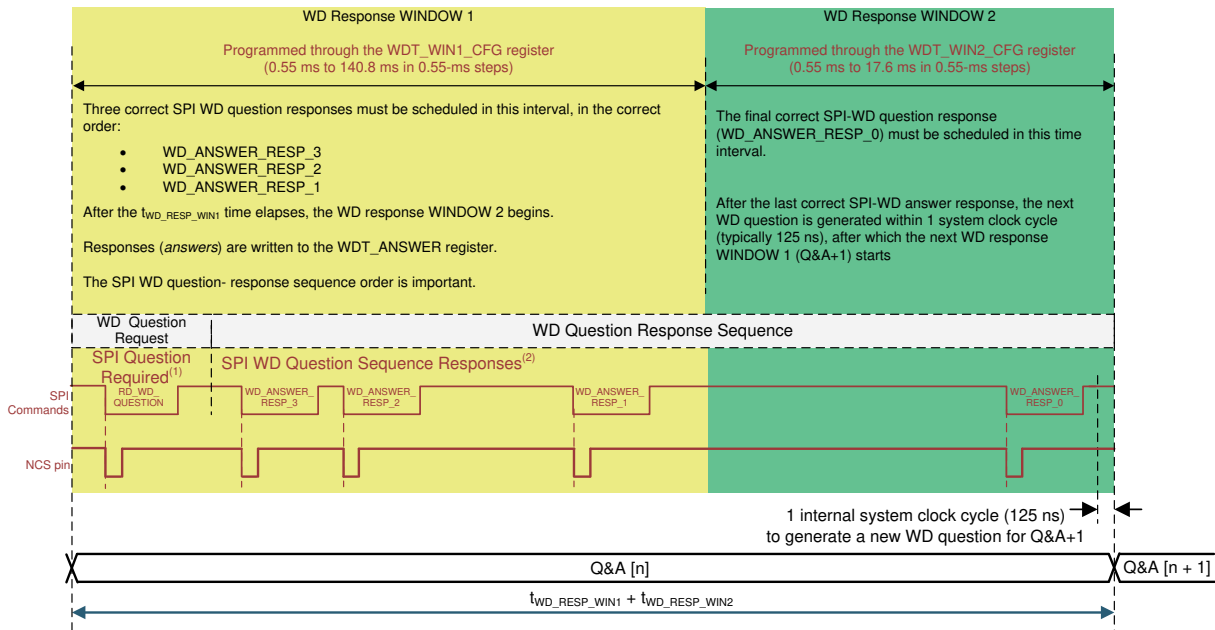 WD Response WINDOW 1
WD Response WINDOW 2
Programmed through the WDT_WIN1_CFG register
(0.55 ms to 140.8 ms in 0.55-ms steps)
Programmed through the WDT_WIN2_CFG register
(0.55 ms to 17.6 ms in 0.55-ms steps)
Three correct SPI WD question responses must be scheduled in this interval, in the correct
order:
• WD_ANSWER_RESP_3
• WD_ANSWER_RESP_2
• WD_ANSWER_RESP_1
After the tWD_RESP_WIN1 time elapses, the WD response WINDOW 2 begins.
Responses (answers) are written to the WDT_ANSWER register.
The SPI WD question- response sequence order is important.
The final correct SPI-WD question response
(WD_ANSWER_RESP_0) must be scheduled in this time
interval.
After the last correct SPI-WD answer response, the next
WD question is generated within 1 system clock cycle
(typically 125 ns), after which the next WD response
WINDOW 1 (Q&A+1) starts
WD Question
Request
WD Question Response Sequence
SPI Question
Required(1)
SPI WD Question Sequence Responses(2)
SPI
Commands
RD_WD_
QUESTION
WD_ANSWER_
RESP_3
WD_ANSWER_
RESP_2
WD_ANSWER_
RESP_1
WD_ANSWER_
RESP_0
NCS pin
1 internal system clock cycle (125 ns)
to generate a new WD question for Q&A+1
Q&A [n]
Q&A [n + 1]
tWD_RESP_WIN1 + tWD_RESP_WIN2